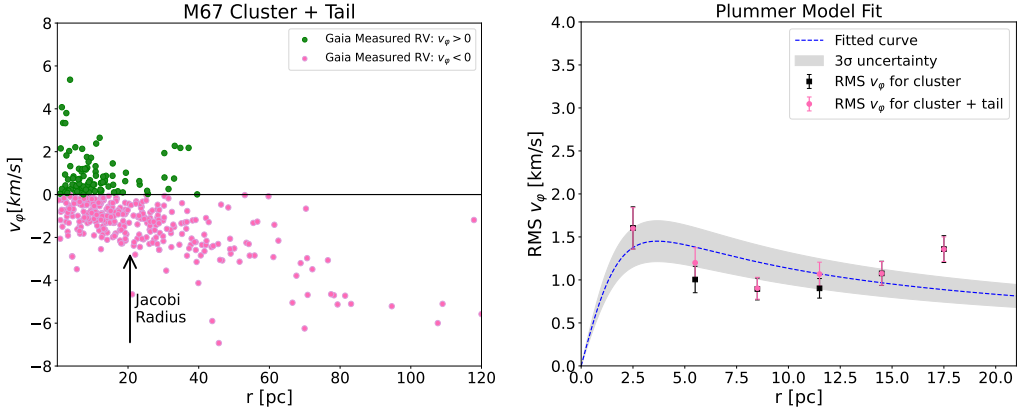 M67 Cluster + Tail
Gaia Measured RV: vφ > 0
Gaia Measured RV: vφ < 0
Jacobi
Radius
8
6
4
2
0
−2
−4
−6
−8
vφ[km/s]
20
40
60
80
100
120
r [pc]
Plummer Model Fit
Fitted curve
3σ uncertainty
RMS vφ for cluster
RMS vφ for cluster + tail
4.0
3.5
3.0
2.5
2.0
1.5
1.0
0.5
0.0
RMS vφ [km/s]
0.0
2.5
5.0
7.5
10.0
12.5
15.0
17.5
20.0
r [pc]